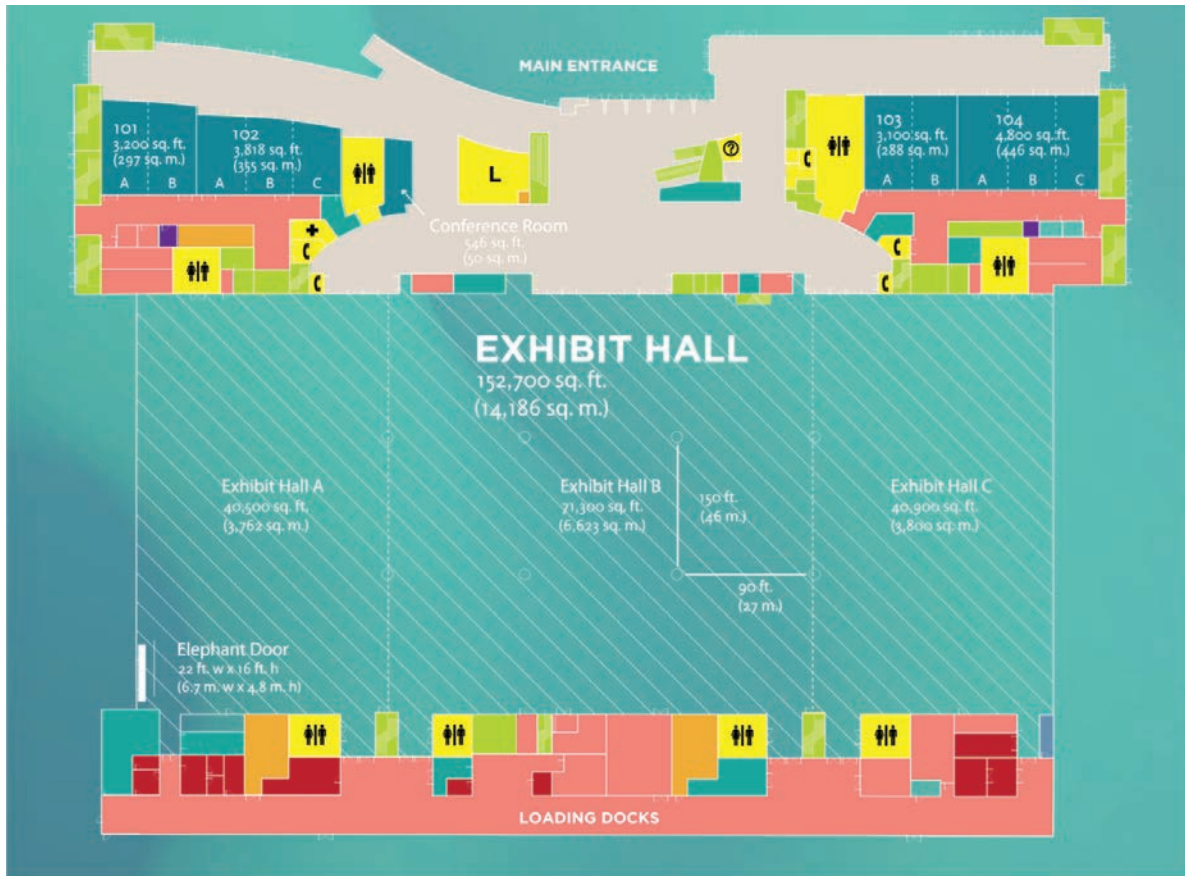 MAIN ENTRANCE
101
3,200 sq. ft.
(297 sq. m.)
A
B
102
3,818 sq. ft.
(355 sq. m.)
A
B
C
L
?
103
3,100 sq. ft.
(288 sq. m.)
A
B
104
4,800 sq. ft.
(446 sq. m.)
A
B
C
Conference Room
546 sq. ft.
(50 sq. m.)
EXHIBIT HALL
152,700 sq. ft.
(14,186 sq. m.)
Exhibit Hall A
40,500 sq. ft.
(3,762 sq. m.)
Exhibit Hall B
71,300 sq. ft.
(6,623 sq. m.)
150 ft.
(46 m.)
Exhibit Hall C
40,900 sq. ft.
(3,800 sq. m.)
90 ft.
(27 m.)
Elephant Door
22 ft. w x 16 ft. h
(6.7 m. w x 4.8 m. h)
LOADING DOCKS